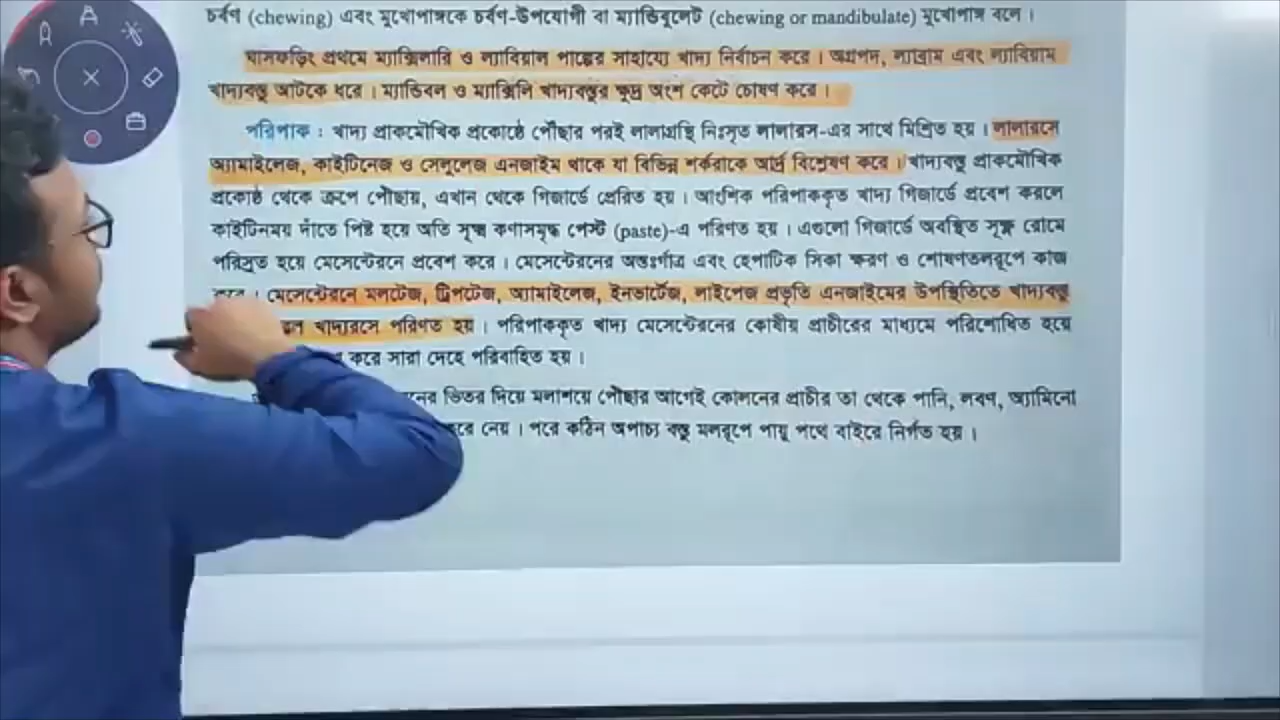 চর্বণ (chewing) এবং মুখোপাঙ্গকে চর্বণ-উপযোগী বা ম্যান্ডিবুলেট (chewing or mandibulate) মুখোপাঙ্গ বলে।
ঘাসফড়িং প্রথমে ম্যাক্সিলারি ও ল্যাবিয়াল পাল্পের সাহায্যে খাদ্য নির্বাচন করে। অগ্রপদ, ল্যাব্রাম এবং ল্যাবিয়াম
খাদ্যবস্তু আটকে ধরে। ম্যান্ডিবল ও ম্যাক্সিলি খাদ্যবস্তুর ক্ষুদ্র অংশ কেটে চোষণ করে।
পরিপাক : খাদ্য প্রাকমৌখিক প্রকোষ্ঠে পৌঁছার পরই লালাগ্রন্থি নিঃসৃত লালারস-এর সাথে মিশ্রিত হয়। লালারসে
অ্যামাইলেজ, কাইটিনেজ ও সেলুলেজ এনজাইম থাকে যা বিভিন্ন শর্করাকে আর্দ্র বিশ্লেষণ করে। খাদ্যবস্তু প্রাকমৌখিক
প্রকোষ্ঠ থেকে ক্রপে পৌছায়, এখান থেকে গিজার্ডে প্রেরিত হয়। আংশিক পরিপাককৃত খাদ্য গিজার্ডে প্রবেশ করলে
কাইটিনময় দাঁতে পিষ্ট হয়ে অতি সূক্ষ্ম কণাসমৃদ্ধ পেস্ট (paste)-এ পরিণত হয়। এগুলো গিজার্ডে অবস্থিত সূক্ষ্ম রোমে
পরিস্রুত হয়ে মেসেন্টেরনে প্রবেশ করে। মেসেন্টেরনের অন্তঃর্গাত্র এবং হেপাটিক সিকা ক্ষরণ ও শোষণতলরূপে কাজ
করে। মেসেন্টেরনে মলটেজ, ট্রিপটেজ, অ্যামাইলেজ, ইনভার্টেজ, লাইপেজ প্রভৃতি এনজাইমের উপস্থিতিতে খাদ্যবস্তু
খাদ্যরসে পরিণত হয়। পরিপাককৃত খাদ্য মেসেন্টেরনের কোষীয় প্রাচীরের মাধ্যমে পরিশোধিত হয়ে
করে সারা দেহে পরিবাহিত হয়।
ভিতর দিয়ে মলাশয়ে পৌছার আগেই কোলনের প্রাচীর তা থেকে পানি, লবণ, অ্যামিনো
নেয়। পরে কঠিন অপাচ্য বস্তু মলরূপে পায়ু পথে বাইরে নির্গত হয়।